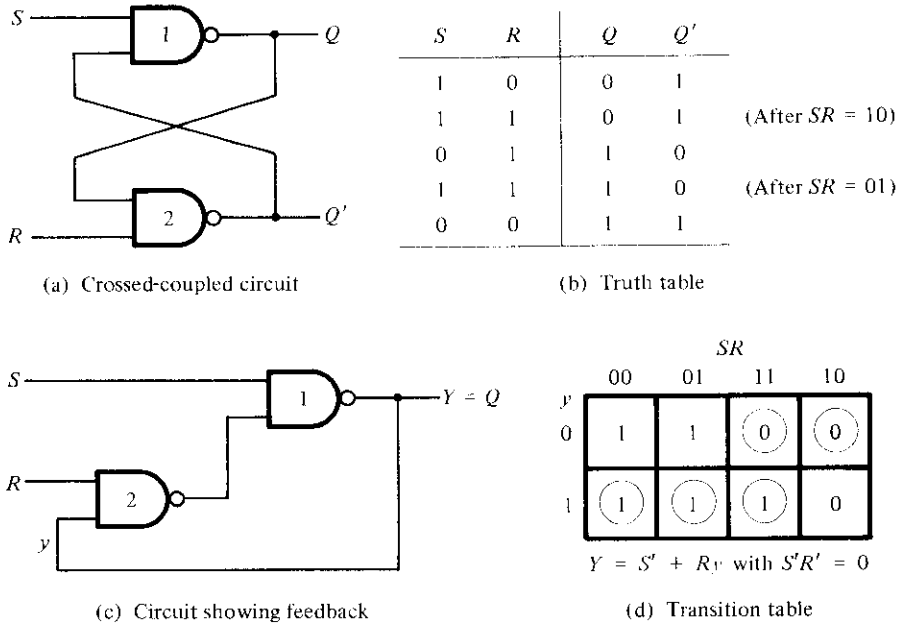 S
1
Q
2
Q'
R
(a) Crossed-coupled circuit
S R Q Q'
1 0 0 1
1 1 0 1 (After SR = 10)
0 1 1 0
1 1 1 0 (After SR = 01)
0 0 1 1
(b) Truth table
S
1
Y = Q
R
2
y
(c) Circuit showing feedback
SR
00 01 11 10
y
0 1 1 0 0
1 1 1 1 0
Y = S' + Ry with S'R' = 0
(d) Transition table